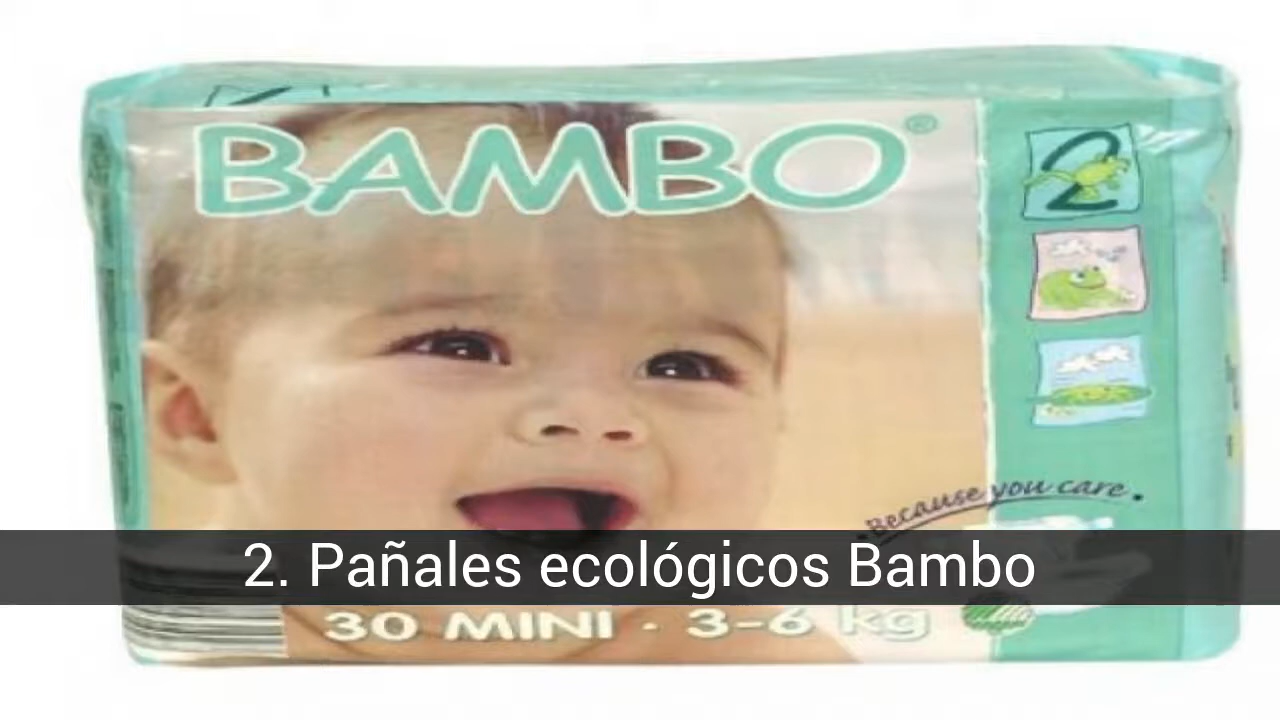 BAMBO®
2
Because you care.
2. Pañales ecológicos Bambo
30 MINI · 3-6 kg